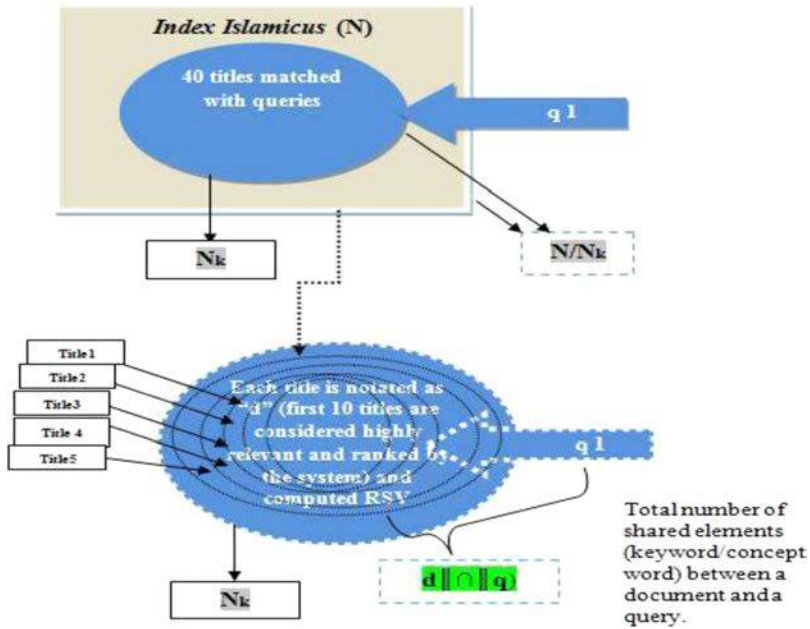 Index Islamicus (N)
40 titles matched
with queries
q 1
Nk
N/Nk
Title1
Title2
Title3
Title 4
Title5
Each title is notated as
“d” (first 10 titles are
considered highly
relevant and ranked by
the system) and
computed RSV
q 1
Nk
d‖∩‖q)
Total number of
shared elements
(keyword/concept
word) between a
document and a
query.